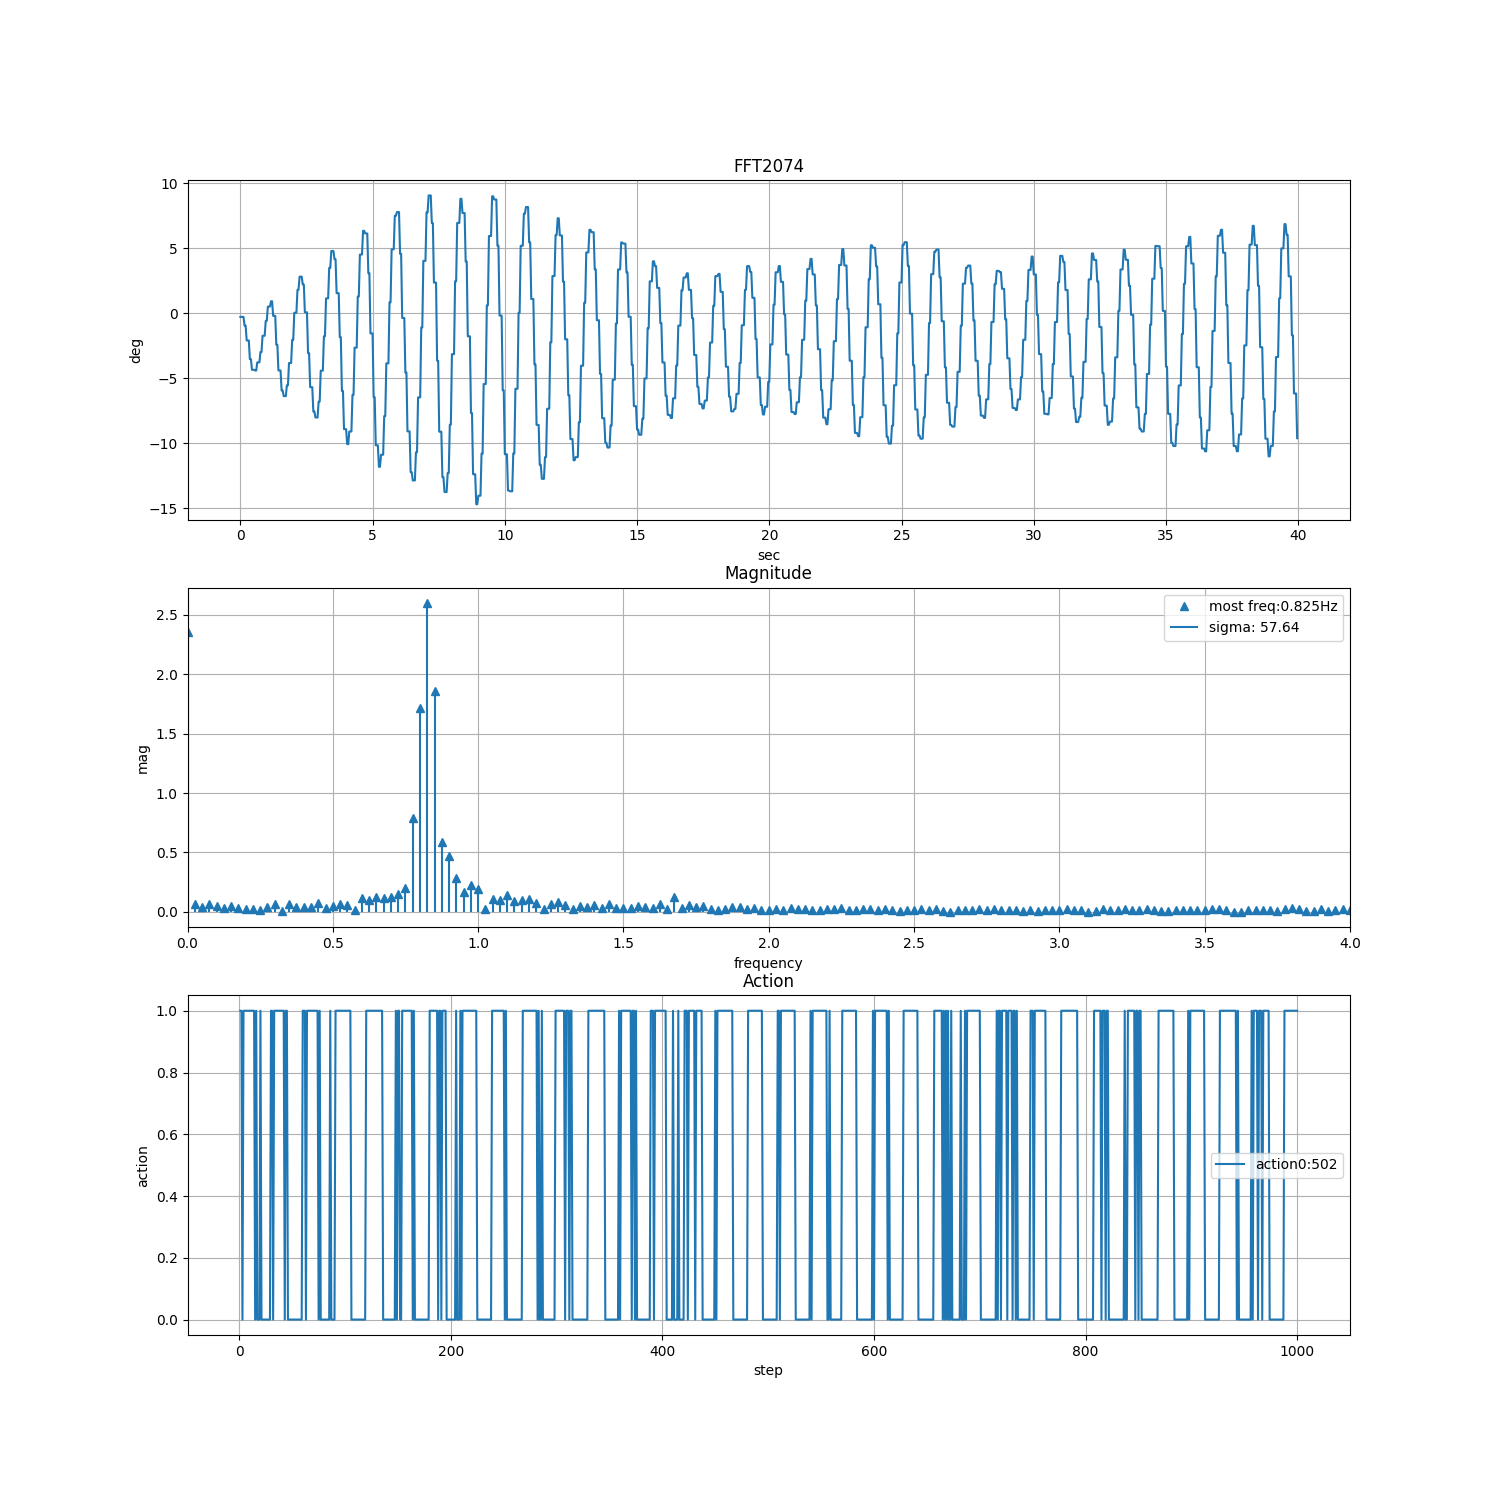 FFT2074
10
5
0
−5
−10
−15
deg
0 5 10 15 20 25 30 35 40
sec
Magnitude
most freq:0.825Hz
sigma: 57.64
2.5
2.0
1.5
1.0
0.5
0.0
mag
0.0 0.5 1.0 1.5 2.0 2.5 3.0 3.5 4.0
frequency
Action
1.0
0.8
0.6
0.4
0.2
0.0
action
action0:502
0 200 400 600 800 1000
step